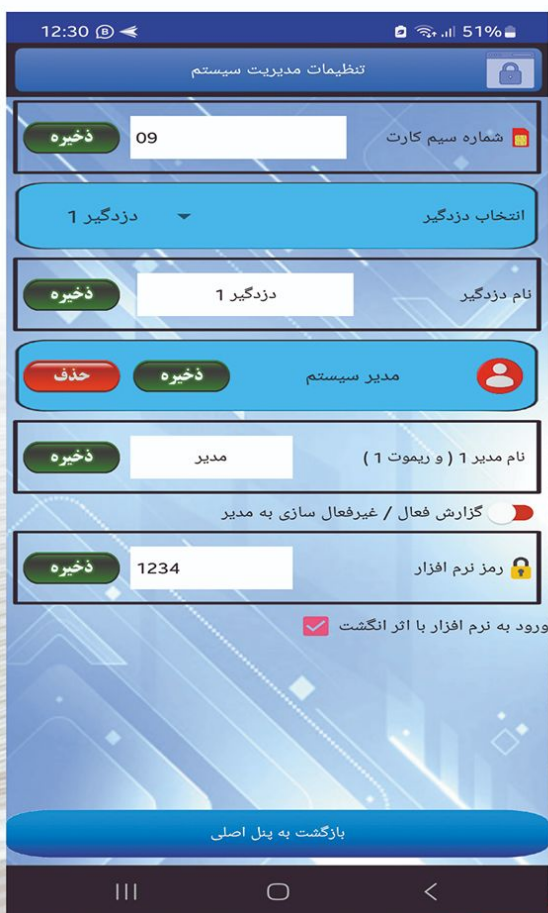 12:30 B 51%
تنظیمات مدیریت سیستم
شماره سیم کارت 09 ذخیره
انتخاب دزدگیر دزدگیر 1
نام دزدگیر دزدگیر 1 ذخیره
مدیر سیستم ذخیره حذف
نام مدیر 1 ( و ریموت 1 ) مدیر ذخیره
گزارش فعال / غیرفعال سازی به مدیر
رمز نرم افزار 1234 ذخیره
ورود به نرم افزار با اثر انگشت
بازگشت به پنل اصلی